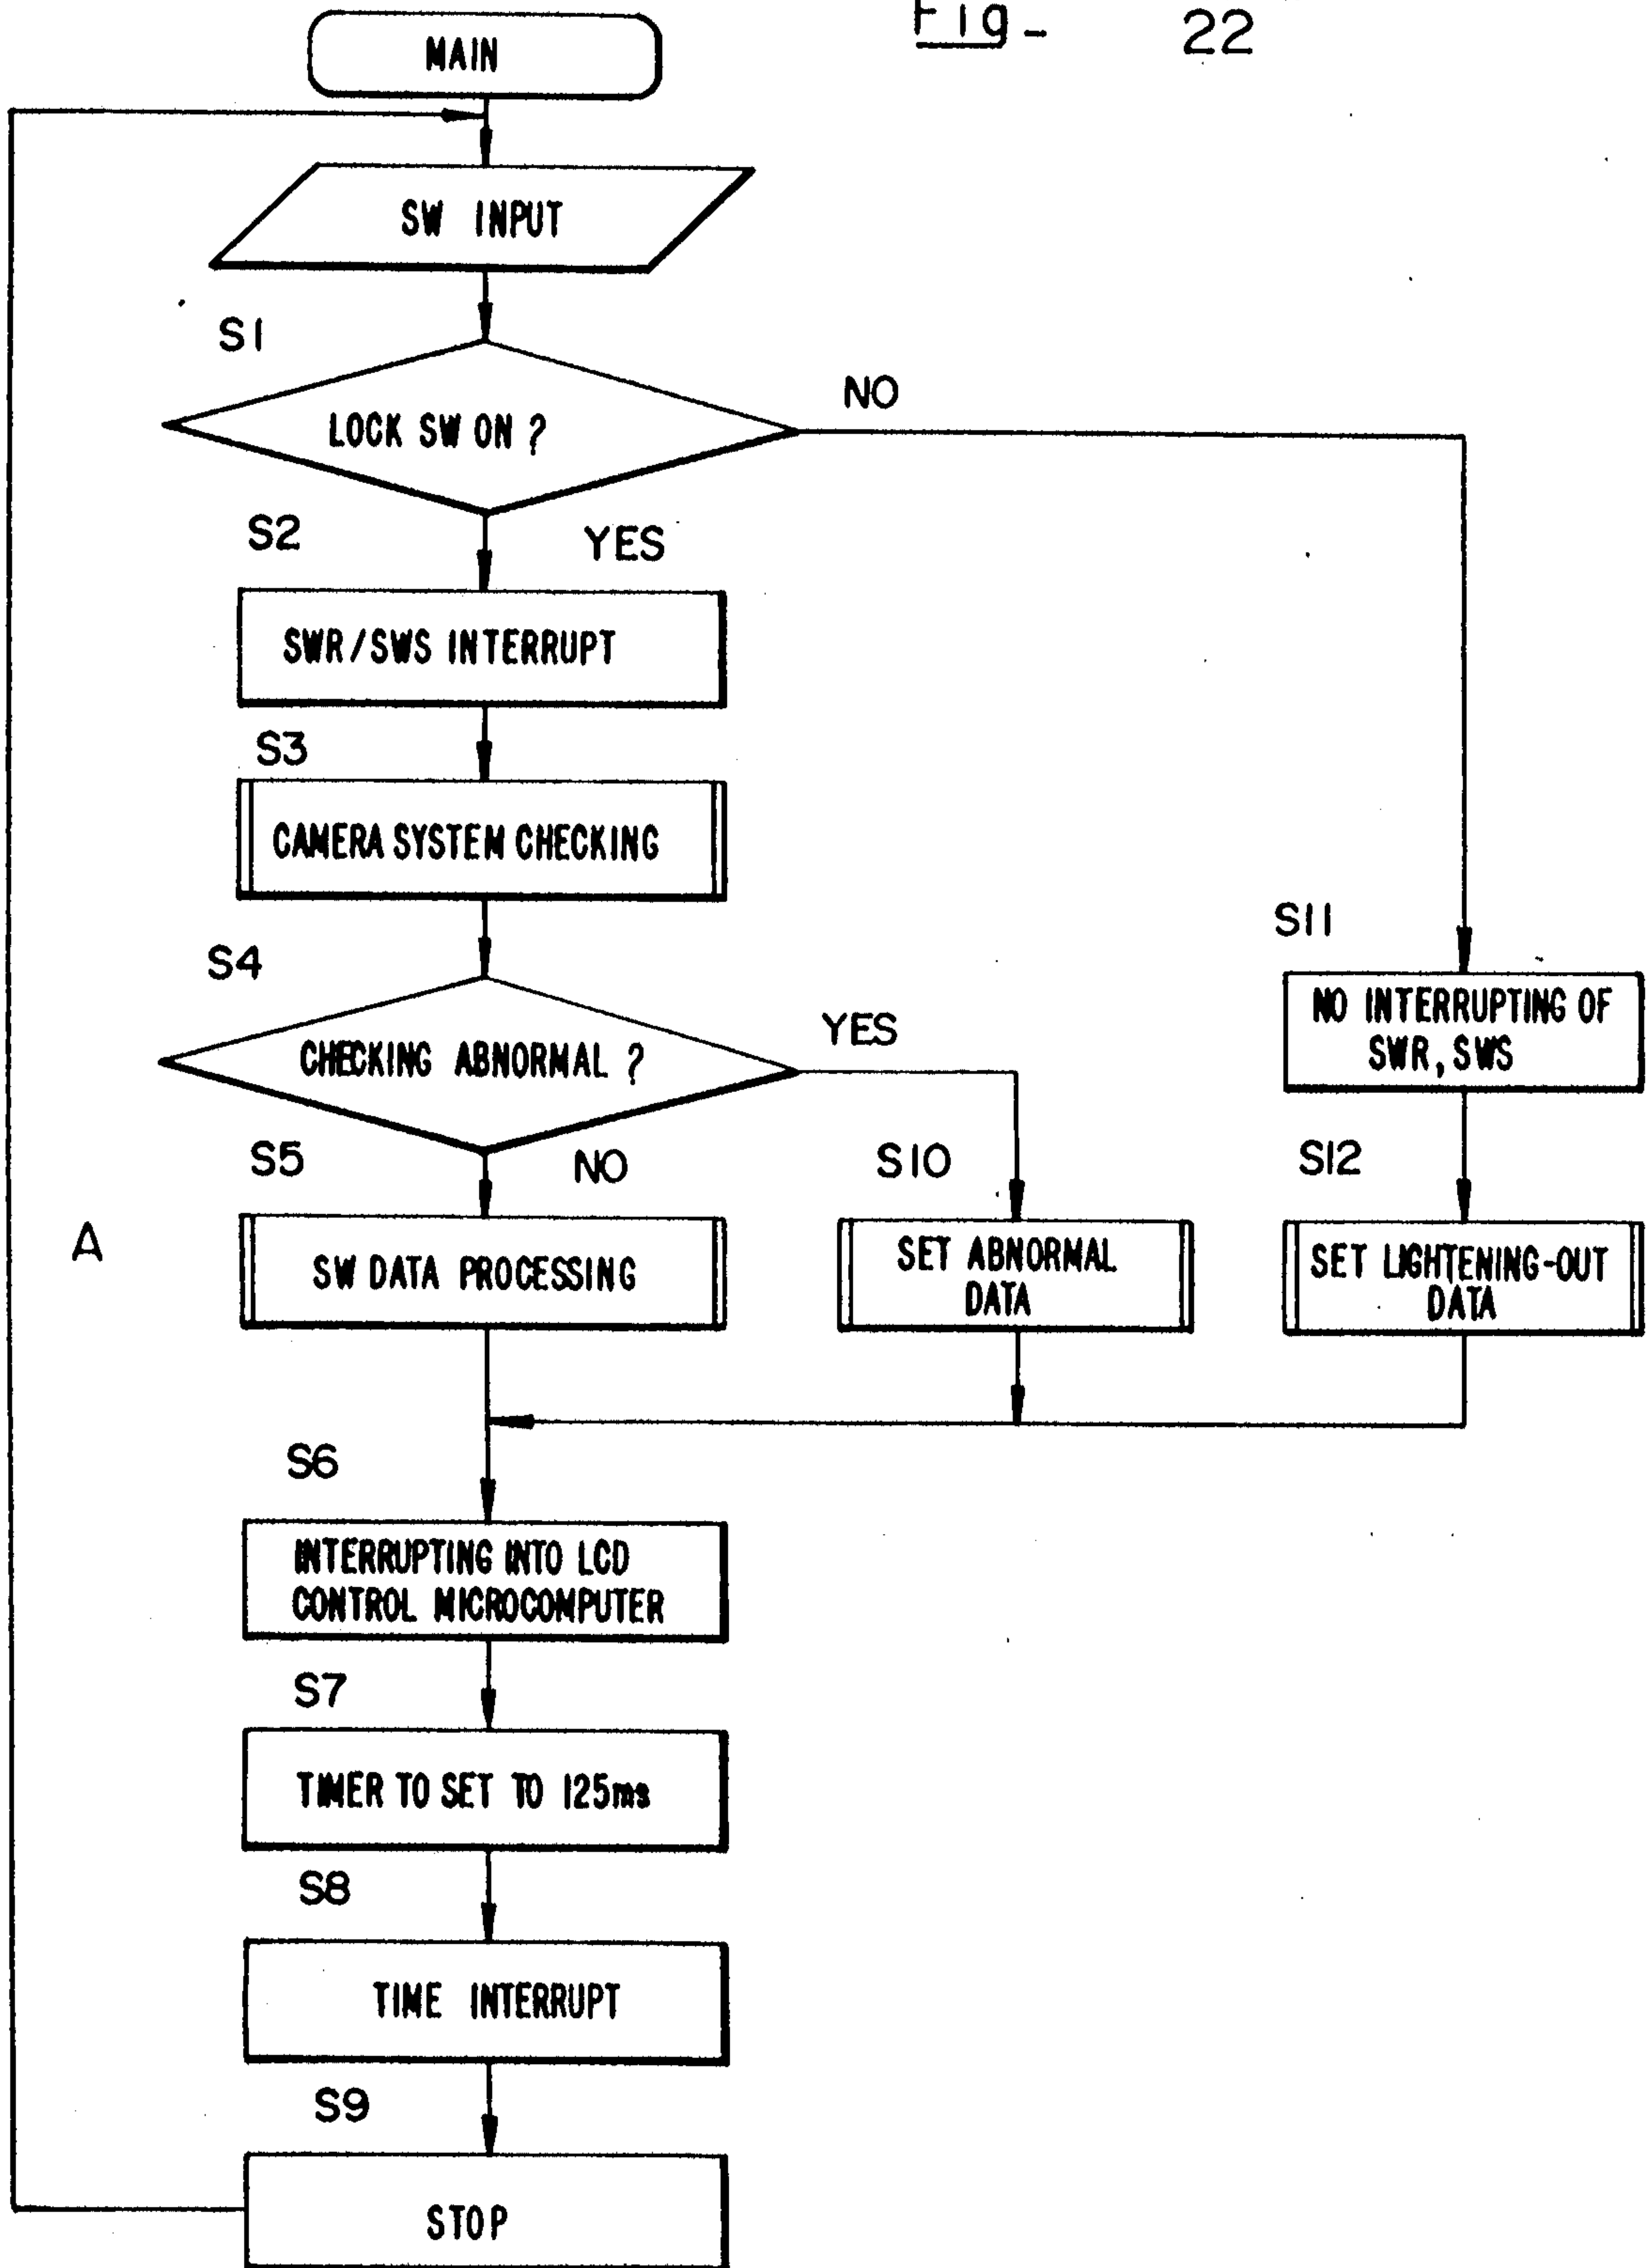 Fig- 22
MAIN
SW INPUT
S1
LOCK SW ON ?
NO
S2
YES
SWR/SWS INTERRUPT
S3
CAMERA SYSTEM CHECKING
S4
CHECKING ABNORMAL ?
YES
S11
NO INTERRUPTING OF
SWR, SWS
S5
NO
S10
S12
A
SW DATA PROCESSING
SET ABNORMAL
DATA
SET LIGHTENING-OUT
DATA
S6
INTERRUPTING INTO LCD
CONTROL MICROCOMPUTER
S7
TIMER TO SET TO 125ms
S8
TIME INTERRUPT
S9
STOP